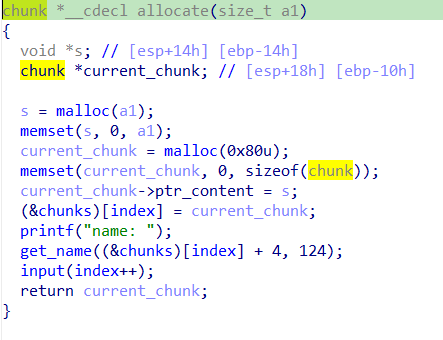 chunk *__cdecl allocate(size_t a1)
{
  void *s; // [esp+14h] [ebp-14h]
  chunk *current_chunk; // [esp+18h] [ebp-10h]

  s = malloc(a1);
  memset(s, 0, a1);
  current_chunk = malloc(0x80u);
  memset(current_chunk, 0, sizeof(chunk));
  current_chunk->ptr_content = s;
  (&chunks)[index] = current_chunk;
  printf("name: ");
  get_name((&chunks)[index] + 4, 124);
  input(index++);
  return current_chunk;
}